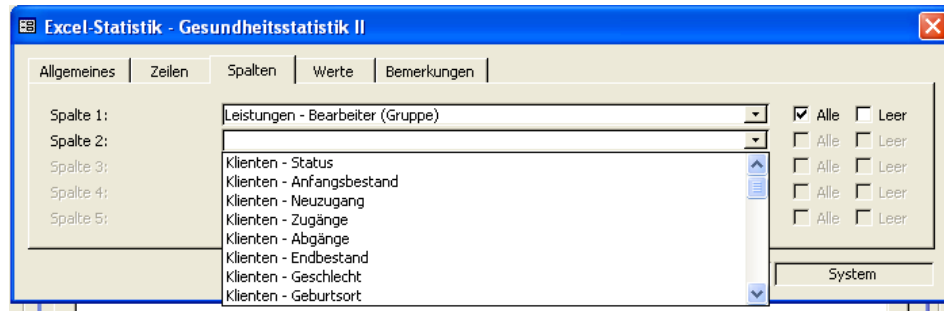 Excel-Statistik - Gesundheitsstatistik II
Allgemeines Zeilen Spalten Werte Bemerkungen
Spalte 1: Leistungen - Bearbeiter (Gruppe) Alle Leer
Spalte 2: Alle Leer
Spalte 3: Alle Leer
Spalte 4: Alle Leer
Spalte 5: Alle Leer
Klienten - Status
Klienten - Anfangsbestand
Klienten - Neuzugang
Klienten - Zugänge
Klienten - Abgänge
Klienten - Endbestand
Klienten - Geschlecht
Klienten - Geburtsort
System